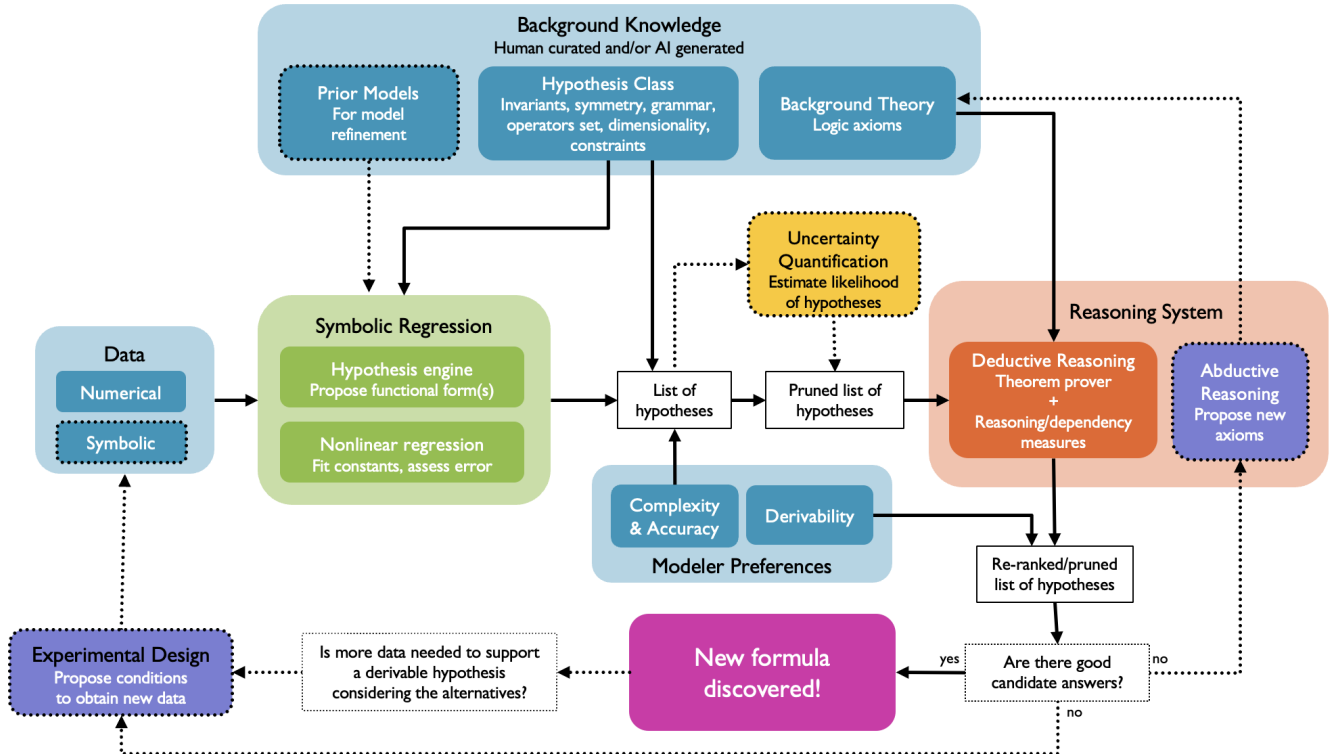 Background Knowledge
Human curated and/or AI generated
Prior Models
For model
refinement
Hypothesis Class
Invariants, symmetry, grammar,
operators set, dimensionality,
constraints
Background Theory
Logic axioms
Uncertainty
Quantification
Estimate likelihood
of hypotheses
Data
Numerical
Symbolic
Symbolic Regression
Hypothesis engine
Propose functional form(s)
Nonlinear regression
Fit constants, assess error
List of
hypotheses
Pruned list of
hypotheses
Reasoning System
Deductive Reasoning
Theorem prover
+
Reasoning/dependency
measures
Abductive
Reasoning
Propose new
axioms
Complexity
& Accuracy
Derivability
Modeler Preferences
Re-ranked/pruned
list of hypotheses
Experimental Design
Propose conditions
to obtain new data
Is more data needed to support
a derivable hypothesis
considering the alternatives?
New formula
discovered!
yes
Are there good
candidate answers?
no
no